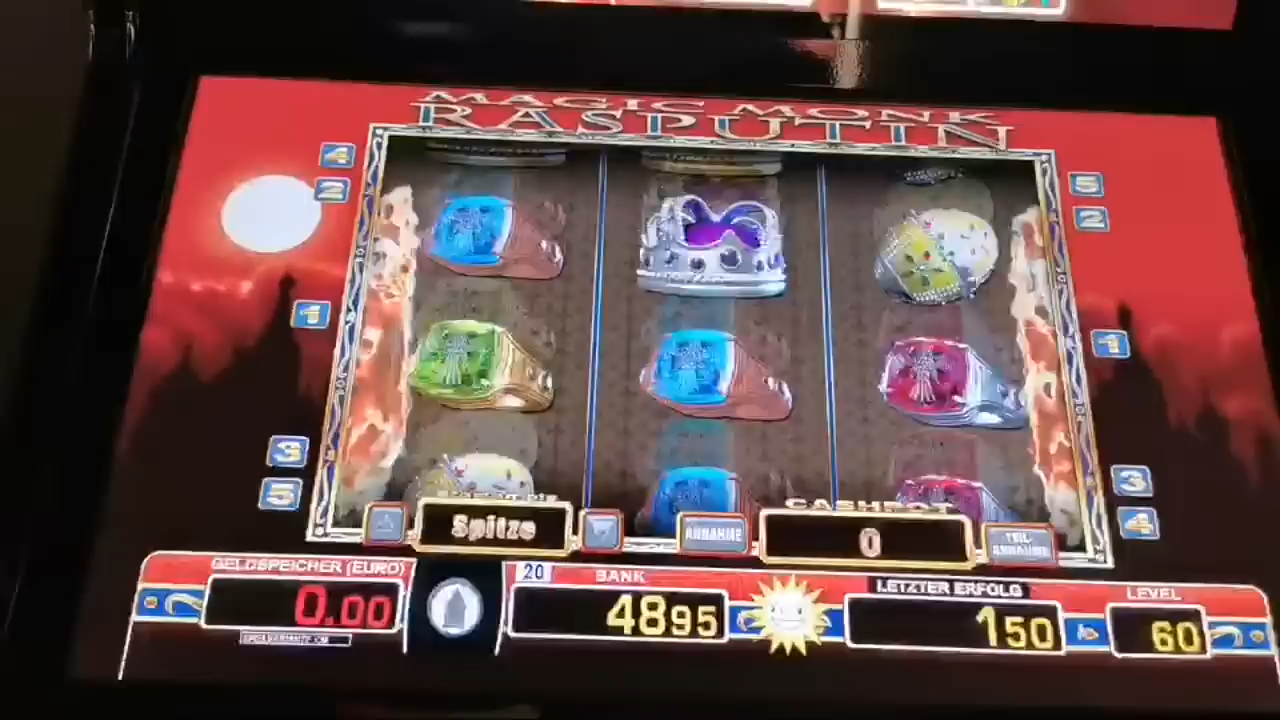 MAGIC MONK
RASPUTIN
4
2
1
3
5
5
2
1
3
4
Spitze
ANNAHME
CASHPOT
0
TEIL-
ANNAHME
GELDSPEICHER (EURO)
0.00
20
BANK
4895
LETZTER ERFOLG
150
LEVEL
60